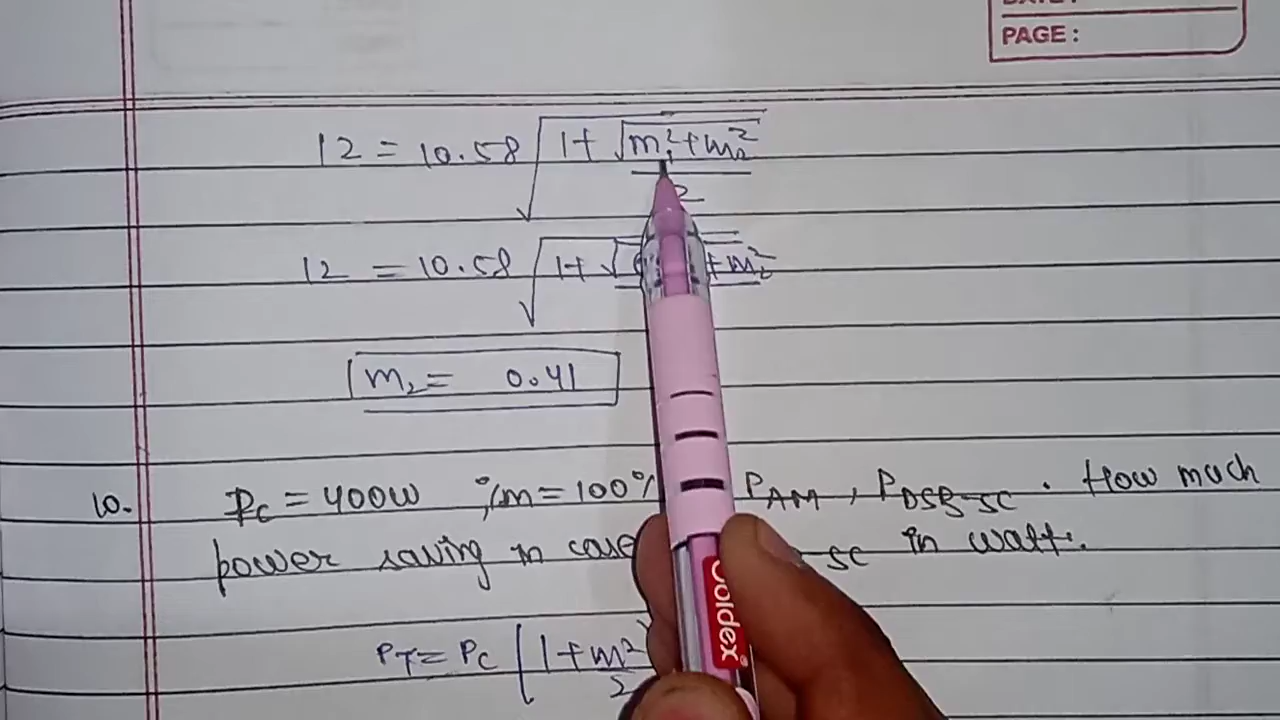 PAGE :
12 = 10.58 √(1 + √(m₁² + m₂²)/2)
12 = 10.58 √(1 + √( + m₂²
m₂ = 0.41
10. Pc = 400W %m = 100% PAM , PDSB-SC . How much
power saving in case -SC in watt.
PT = Pc [1 + m²/2
Goldex